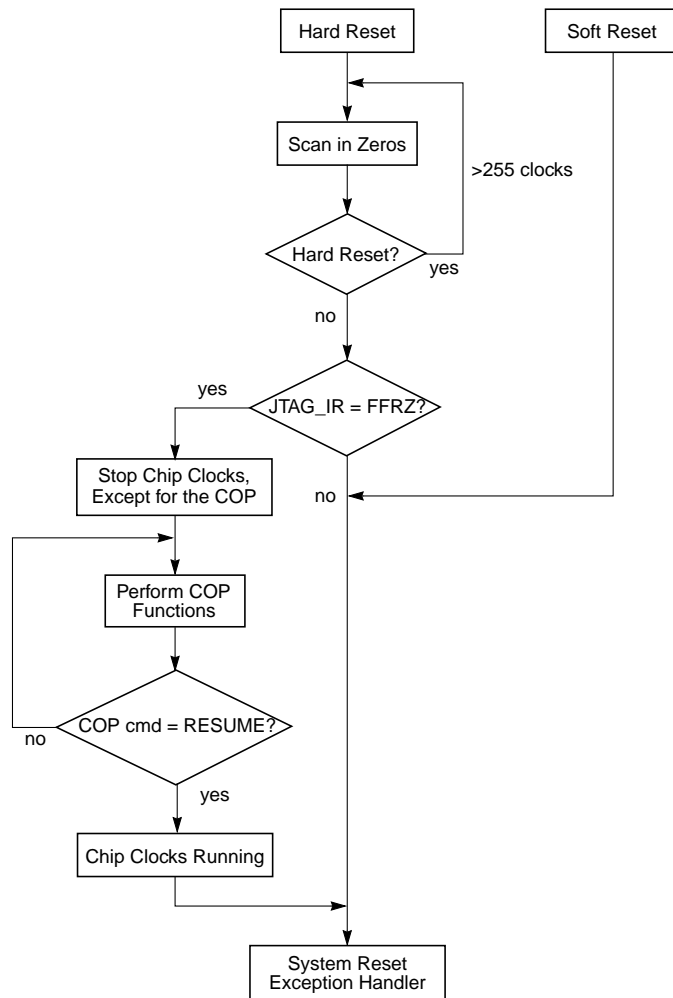 Hard Reset
Soft Reset
Scan in Zeros
>255 clocks
Hard Reset?
yes
no
yes
JTAG_IR = FFRZ?
Stop Chip Clocks,
Except for the COP
no
Perform COP
Functions
COP cmd = RESUME?
no
yes
Chip Clocks Running
System Reset
Exception Handler